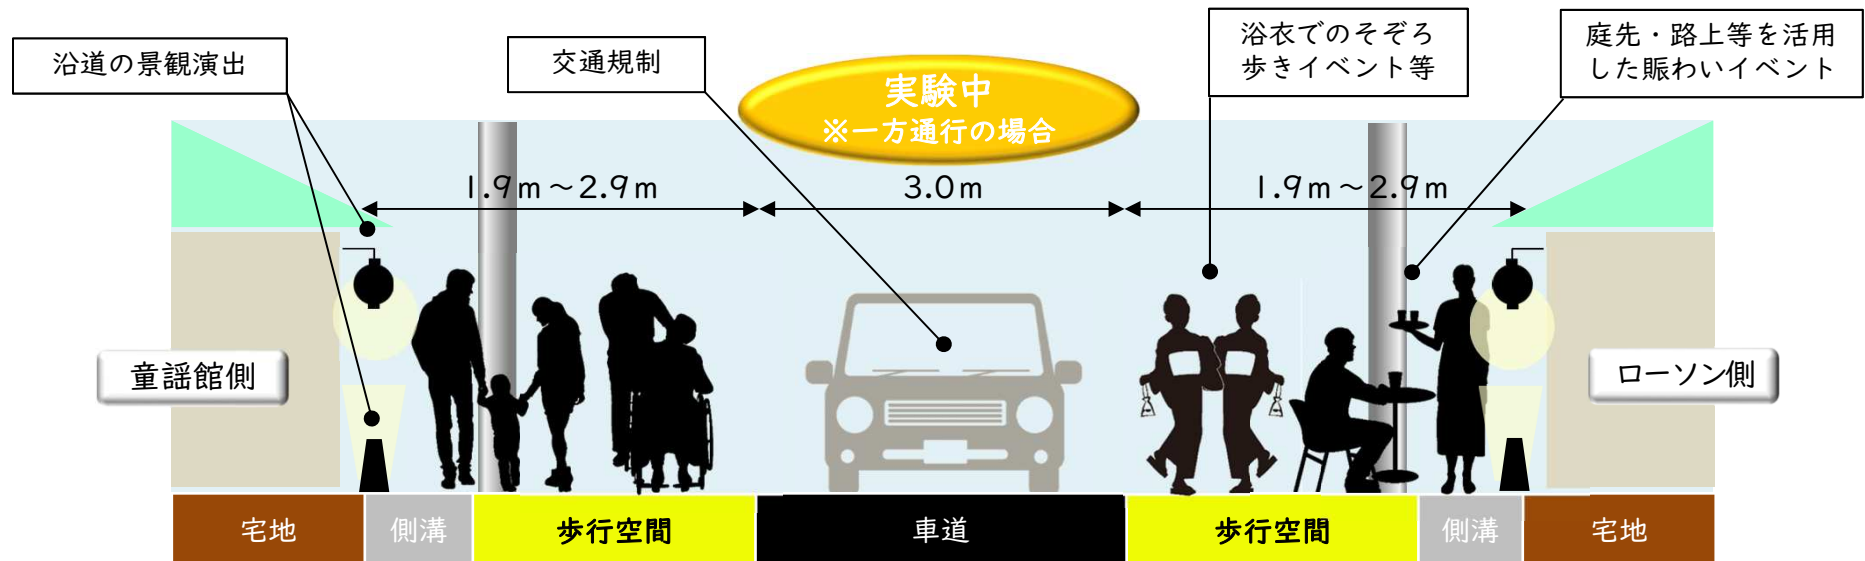 沿道の景観演出
交通規制
実験中
※一方通行の場合
浴衣でのそぞろ
歩きイベント等
庭先・路上等を活用
した賑わいイベント
1.9m～2.9m
3.0m
1.9m～2.9m
童謡館側
ローソン側
宅地
側溝
歩行空間
車道
歩行空間
側溝
宅地